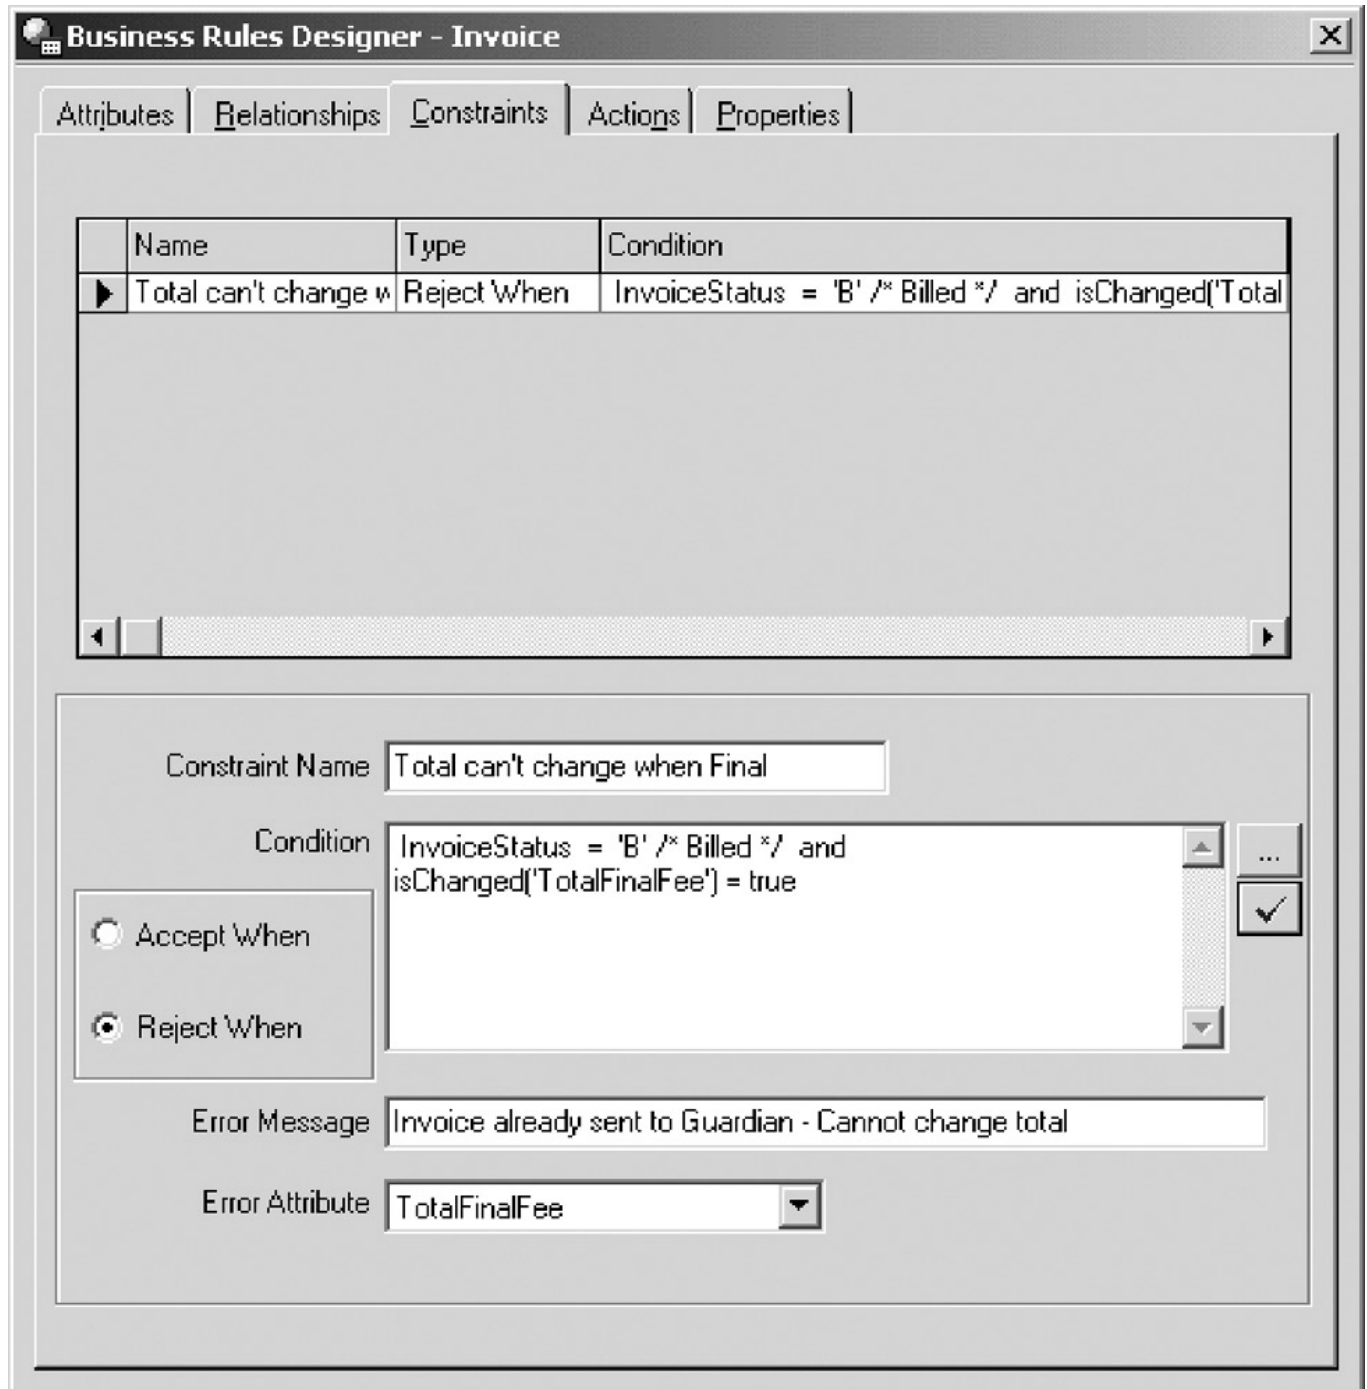 Business Rules Designer - Invoice
Attributes Relationships Constraints Actions Properties
Name Type Condition
Total can't change w Reject When InvoiceStatus = 'B' /* Billed */ and isChanged('Total
Constraint Name Total can't change when Final
Condition InvoiceStatus = 'B' /* Billed */ and
isChanged('TotalFinalFee') = true
...
Accept When
Reject When
Error Message Invoice already sent to Guardian - Cannot change total
Error Attribute TotalFinalFee